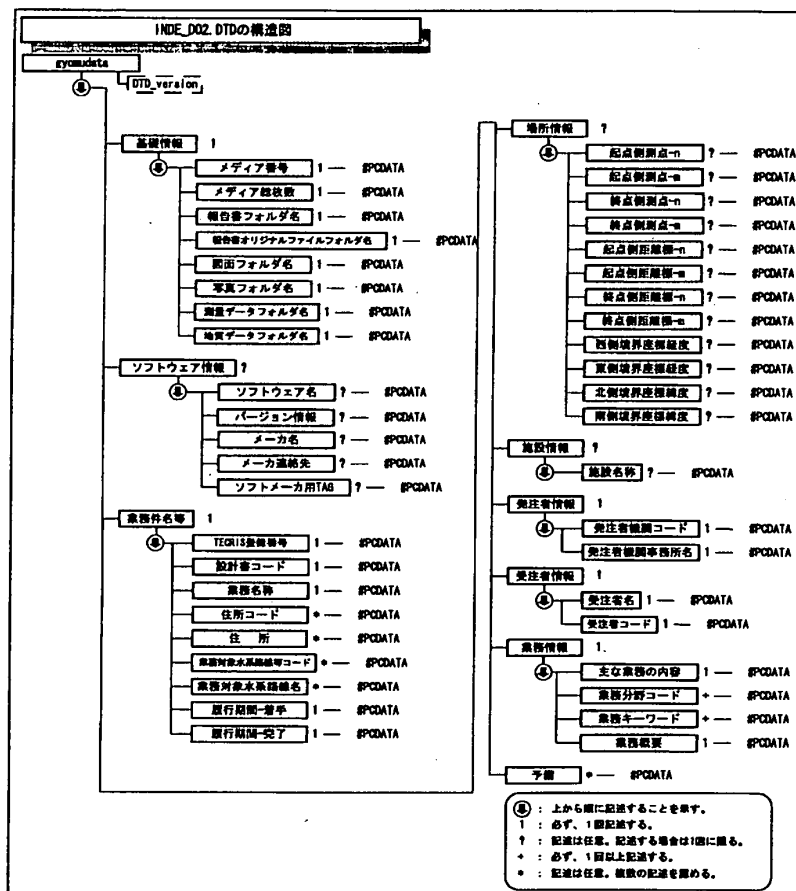 INDE_D02.DTDの構造図
gyomudata
DTD_version
基礎情報 1
メディア番号 1 — #PCDATA
メディア総枚数 1 — #PCDATA
報告書フォルダ名 1 — #PCDATA
報告書オリジナルファイルフォルダ名 1 — #PCDATA
図面フォルダ名 1 — #PCDATA
写真フォルダ名 1 — #PCDATA
測量データフォルダ名 1 — #PCDATA
地質データフォルダ名 1 — #PCDATA
ソフトウェア情報 ?
ソフトウェア名 ? — #PCDATA
バージョン情報 ? — #PCDATA
メーカ名 ? — #PCDATA
メーカ連絡先 ? — #PCDATA
ソフトメーカ用TAG ? — #PCDATA
業務件名等 1
TECRIS登録番号 1 — #PCDATA
設計書コード 1 — #PCDATA
業務名称 1 — #PCDATA
住所コード * — #PCDATA
住 所 * — #PCDATA
業務対象水系路線等コード * — #PCDATA
業務対象水系路線名 * — #PCDATA
履行期間-着手 1 — #PCDATA
履行期間-完了 1 — #PCDATA
場所情報 ?
起点側測点-n ? — #PCDATA
起点側測点-m ? — #PCDATA
終点側測点-n ? — #PCDATA
終点側測点-m ? — #PCDATA
起点側距離標-n ? — #PCDATA
起点側距離標-m ? — #PCDATA
終点側距離標-n ? — #PCDATA
終点側距離標-m ? — #PCDATA
西側境界座標経度 ? — #PCDATA
東側境界座標経度 ? — #PCDATA
北側境界座標緯度 ? — #PCDATA
南側境界座標緯度 ? — #PCDATA
施設情報 ?
施設名称 ? — #PCDATA
発注者情報 1
発注者機関コード 1 — #PCDATA
発注者機関事務所名 1 — #PCDATA
受注者情報 1
受注者名 1 — #PCDATA
受注者コード 1 — #PCDATA
業務情報 1.
主な業務の内容 1 — #PCDATA
業務分野コード + — #PCDATA
業務キーワード + — #PCDATA
業務概要 1 — #PCDATA
予備 * — #PCDATA
: 上から順に記述することを示す。
1 : 必ず、1回記述する。
? : 記述は任意。記述する場合は1回に限る。
+ : 必ず、1回以上記述する。
* : 記述は任意。複数の記述を認める。